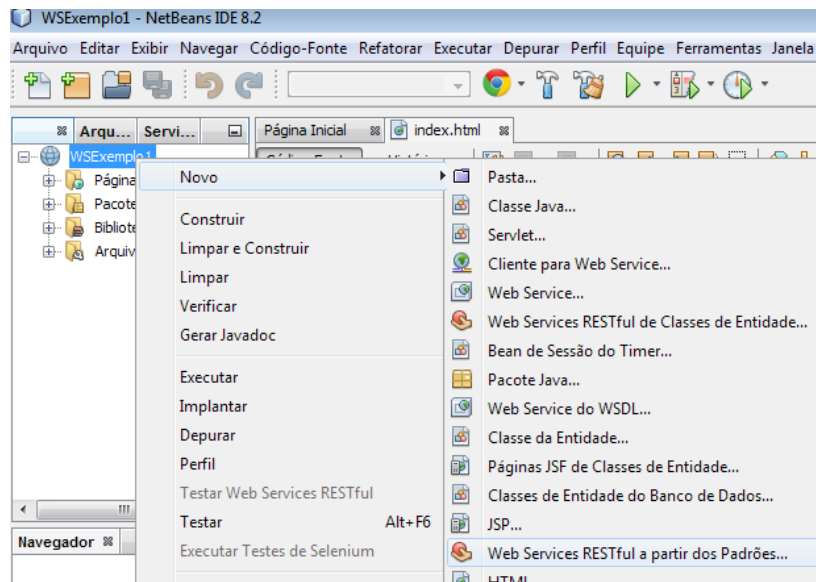 WSExemplo1 - NetBeans IDE 8.2
Arquivo Editar Exibir Navegar Código-Fonte Refatorar Executar Depurar Perfil Equipe Ferramentas Janela
Arqu... Servi... Página Inicial index.html
WSExemplo1
Página
Pacote
Bibliote
Arquiv
Novo
Construir
Limpar e Construir
Limpar
Verificar
Gerar Javadoc
Executar
Implantar
Depurar
Perfil
Testar Web Services RESTful
Testar Alt+F6
Executar Testes de Selenium
Pasta...
Classe Java...
Servlet...
Cliente para Web Service...
Web Service...
Web Services RESTful de Classes de Entidade...
Bean de Sessão do Timer...
Pacote Java...
Web Service do WSDL...
Classe da Entidade...
Páginas JSF de Classes de Entidade...
Classes de Entidade do Banco de Dados...
JSP...
Web Services RESTful a partir dos Padrões...
HTML
Navegador